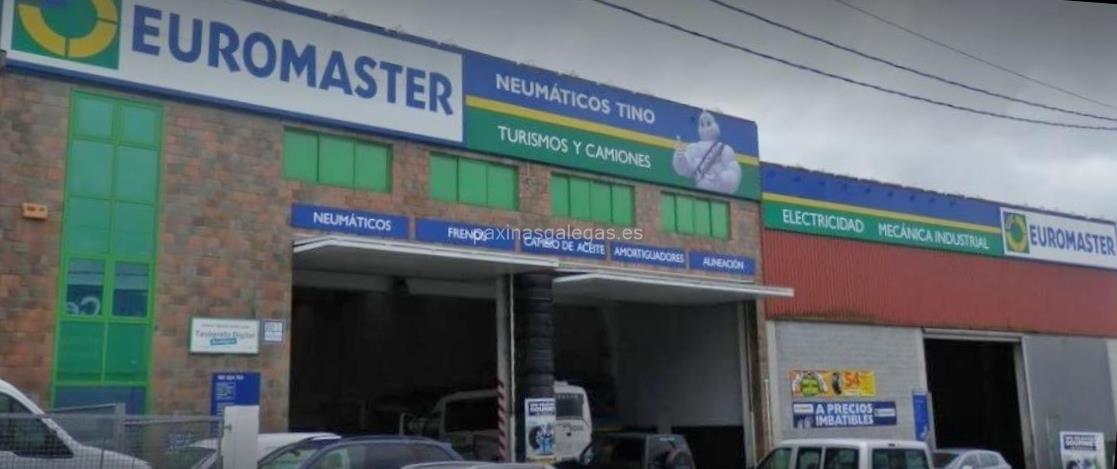 EUROMASTER
NEUMÁTICOS TINO
TURISMOS Y CAMIONES
ELECTRICIDAD MECÁNICA INDUSTRIAL
EUROMASTER
NEUMÁTICOS
FRENOS
CAMBIO DE ACEITE
AMORTIGUADORES
ALINEACIÓN
paxinasgalegas.es
Tacógrafo Digital
A PRECIOS
IMBATIBLES